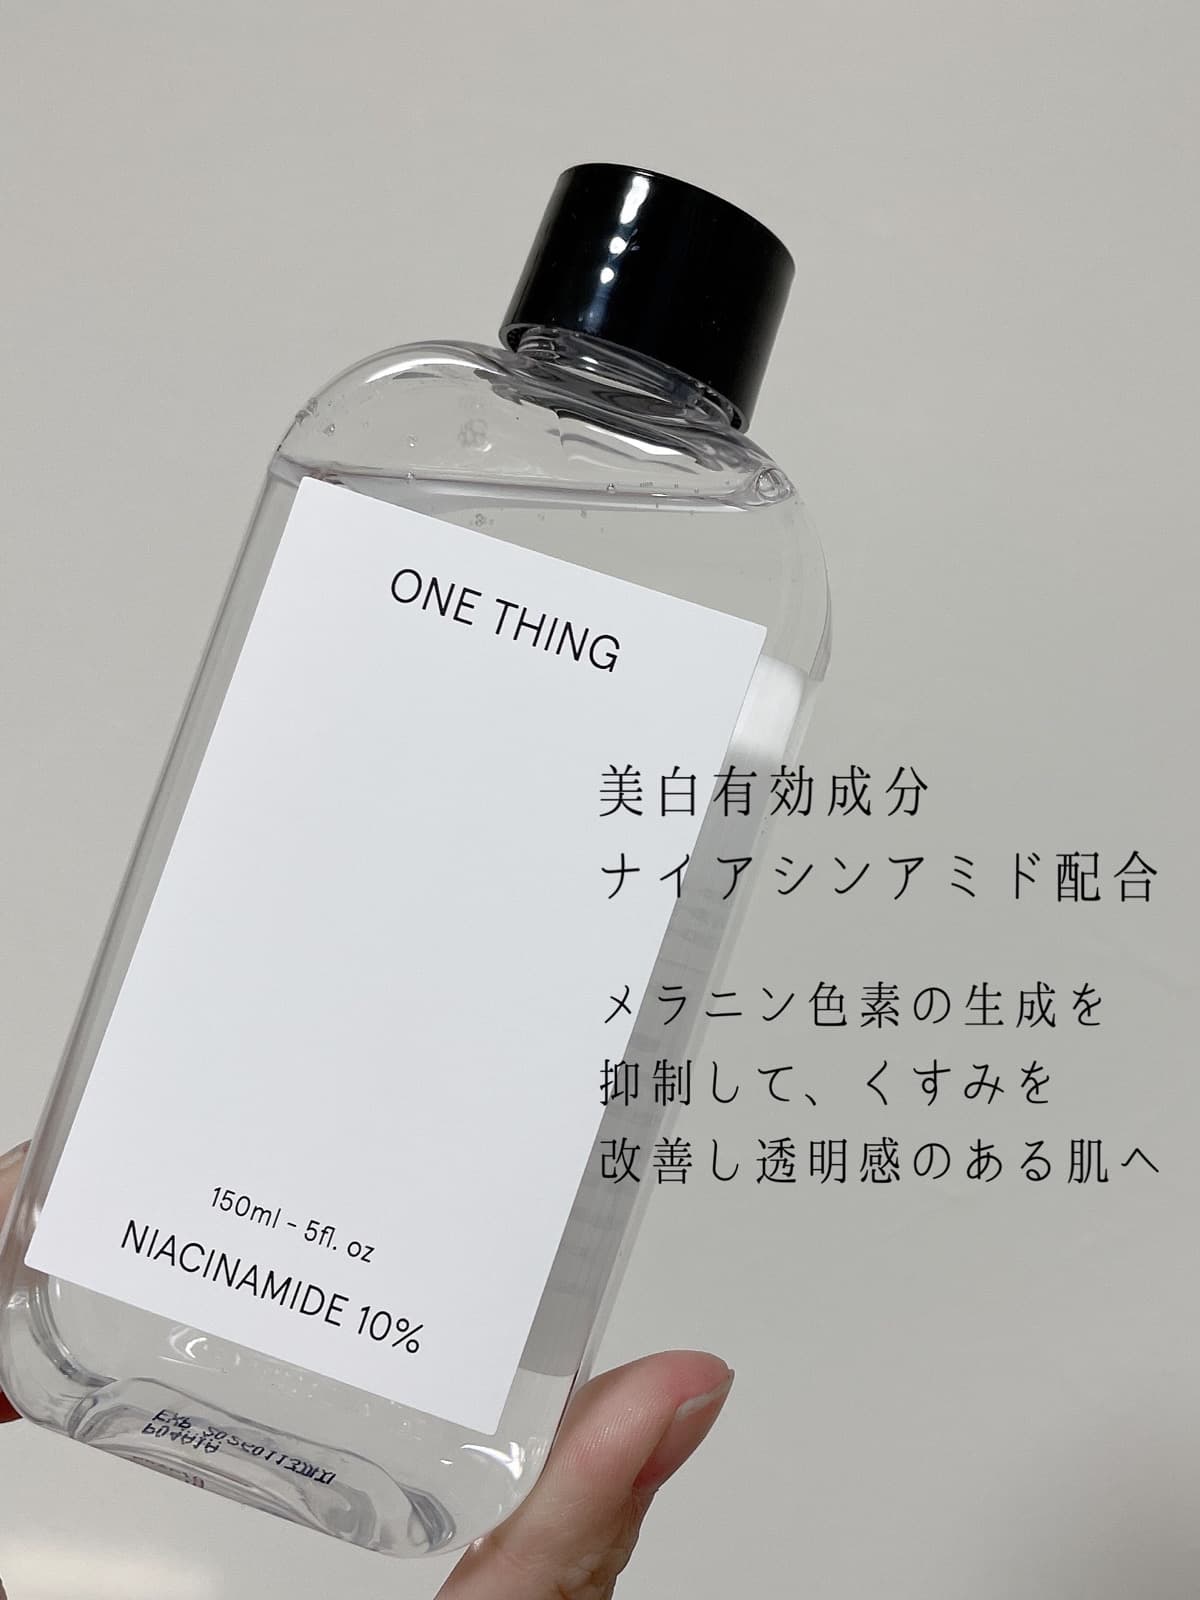 ONE THING
美白有効成分
ナイアシンアミド配合
メラニン色素の生成を
抑制して、くすみを
改善し透明感のある肌へ
150ml - 5fl. oz
NIACINAMIDE 10%